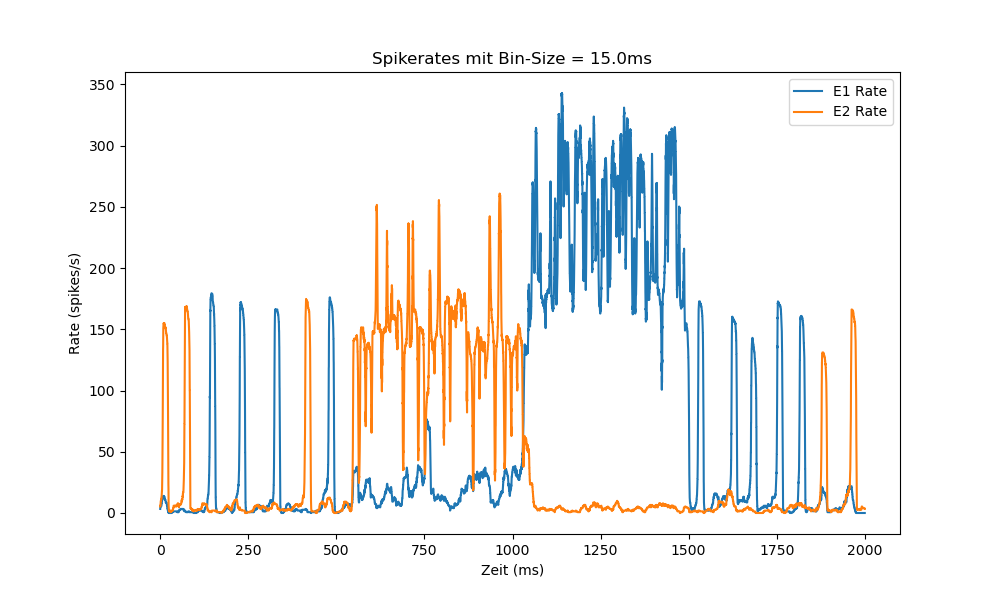 Spikerates mit Bin-Size = 15.0ms
E1 Rate
E2 Rate
350
300
250
200
150
100
50
0
Rate (spikes/s)
0 250 500 750 1000 1250 1500 1750 2000
Zeit (ms)